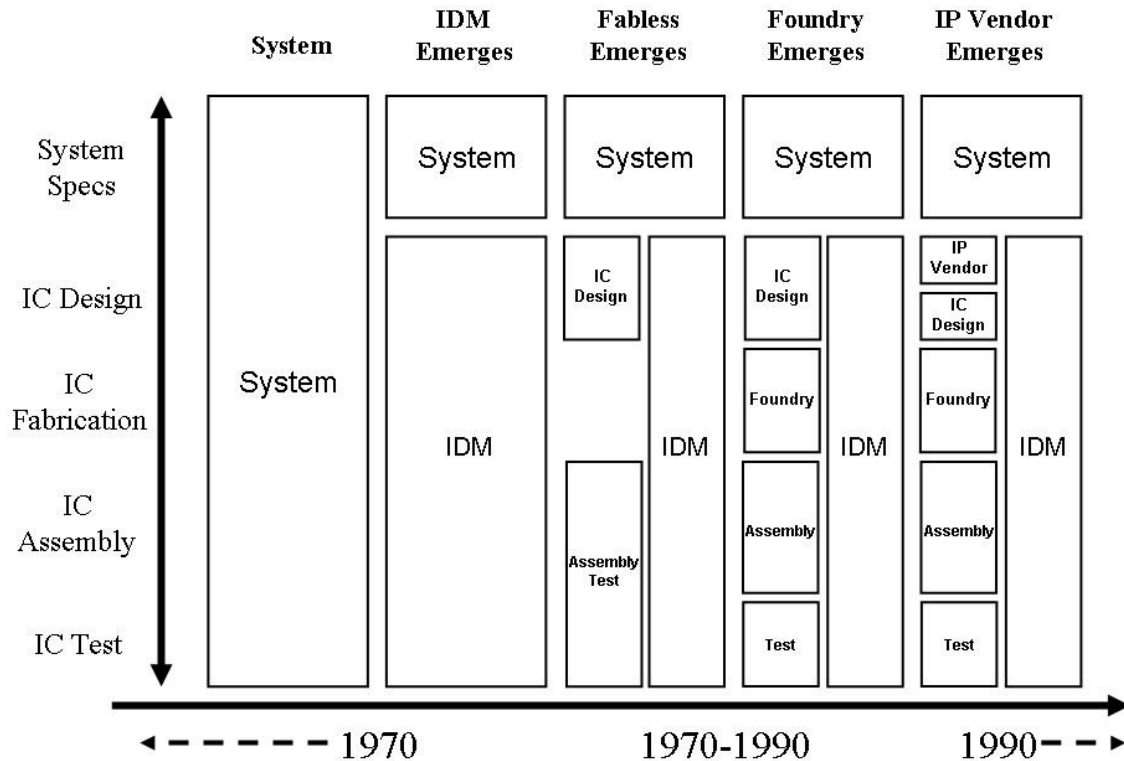 System
IDM
Emerges
Fabless
Emerges
Foundry
Emerges
IP Vendor
Emerges
System
Specs
IC Design
IC
Fabrication
IC
Assembly
IC Test
System
System
IDM
System
IC
Design
Assembly
Test
IDM
System
IC
Design
Foundry
Assembly
Test
IDM
System
IP
Vendor
IC
Design
Foundry
Assembly
Test
IDM
1970
1970-1990
1990